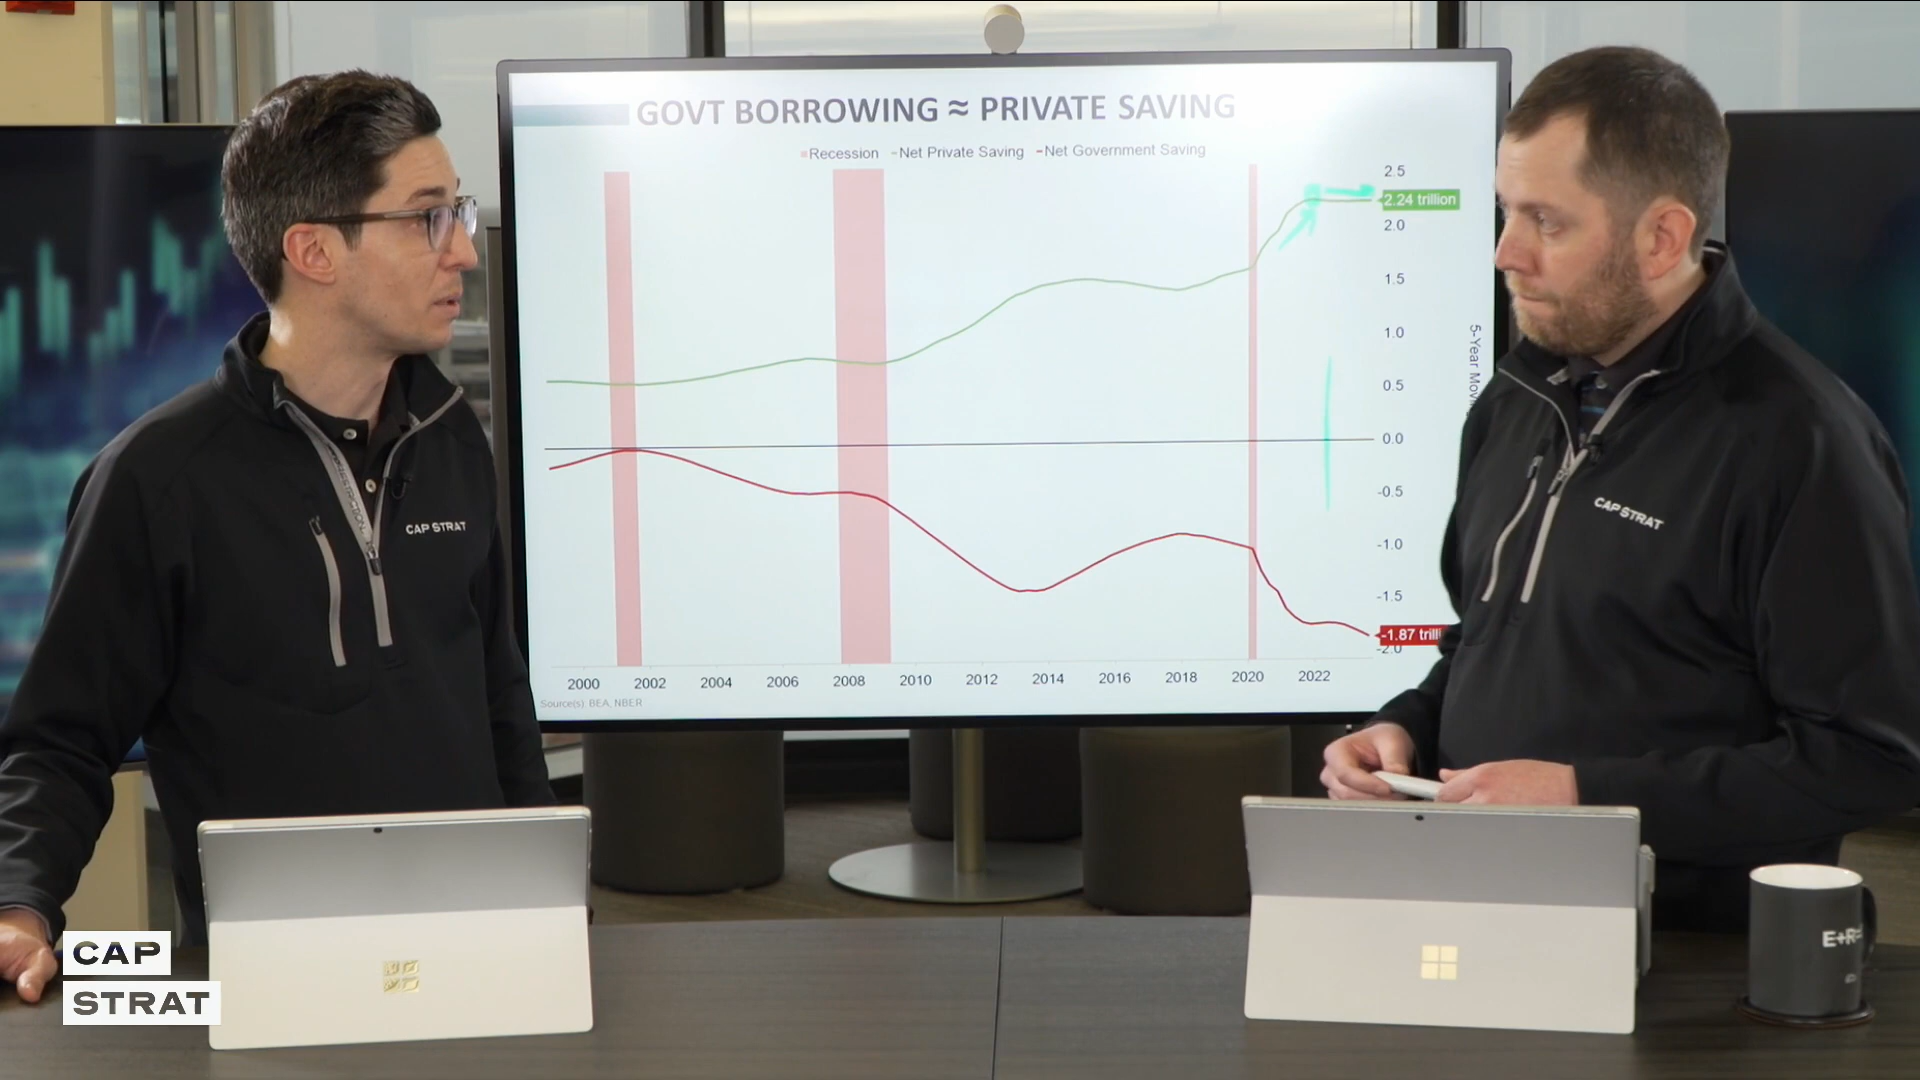 GOVT BORROWING ≈ PRIVATE SAVING
Recession Net Private Saving Net Government Saving
2.5
2.24 trillion
2.0
1.5
1.0
0.5
0.0
-0.5
-1.0
-1.5
-1.87 trilli
-2.0
5-Year Movi
2000 2002 2004 2006 2008 2010 2012 2014 2016 2018 2020 2022
Source(s): BEA, NBER
CAP STRAT
CAP STRAT
CAP
STRAT
E+R=